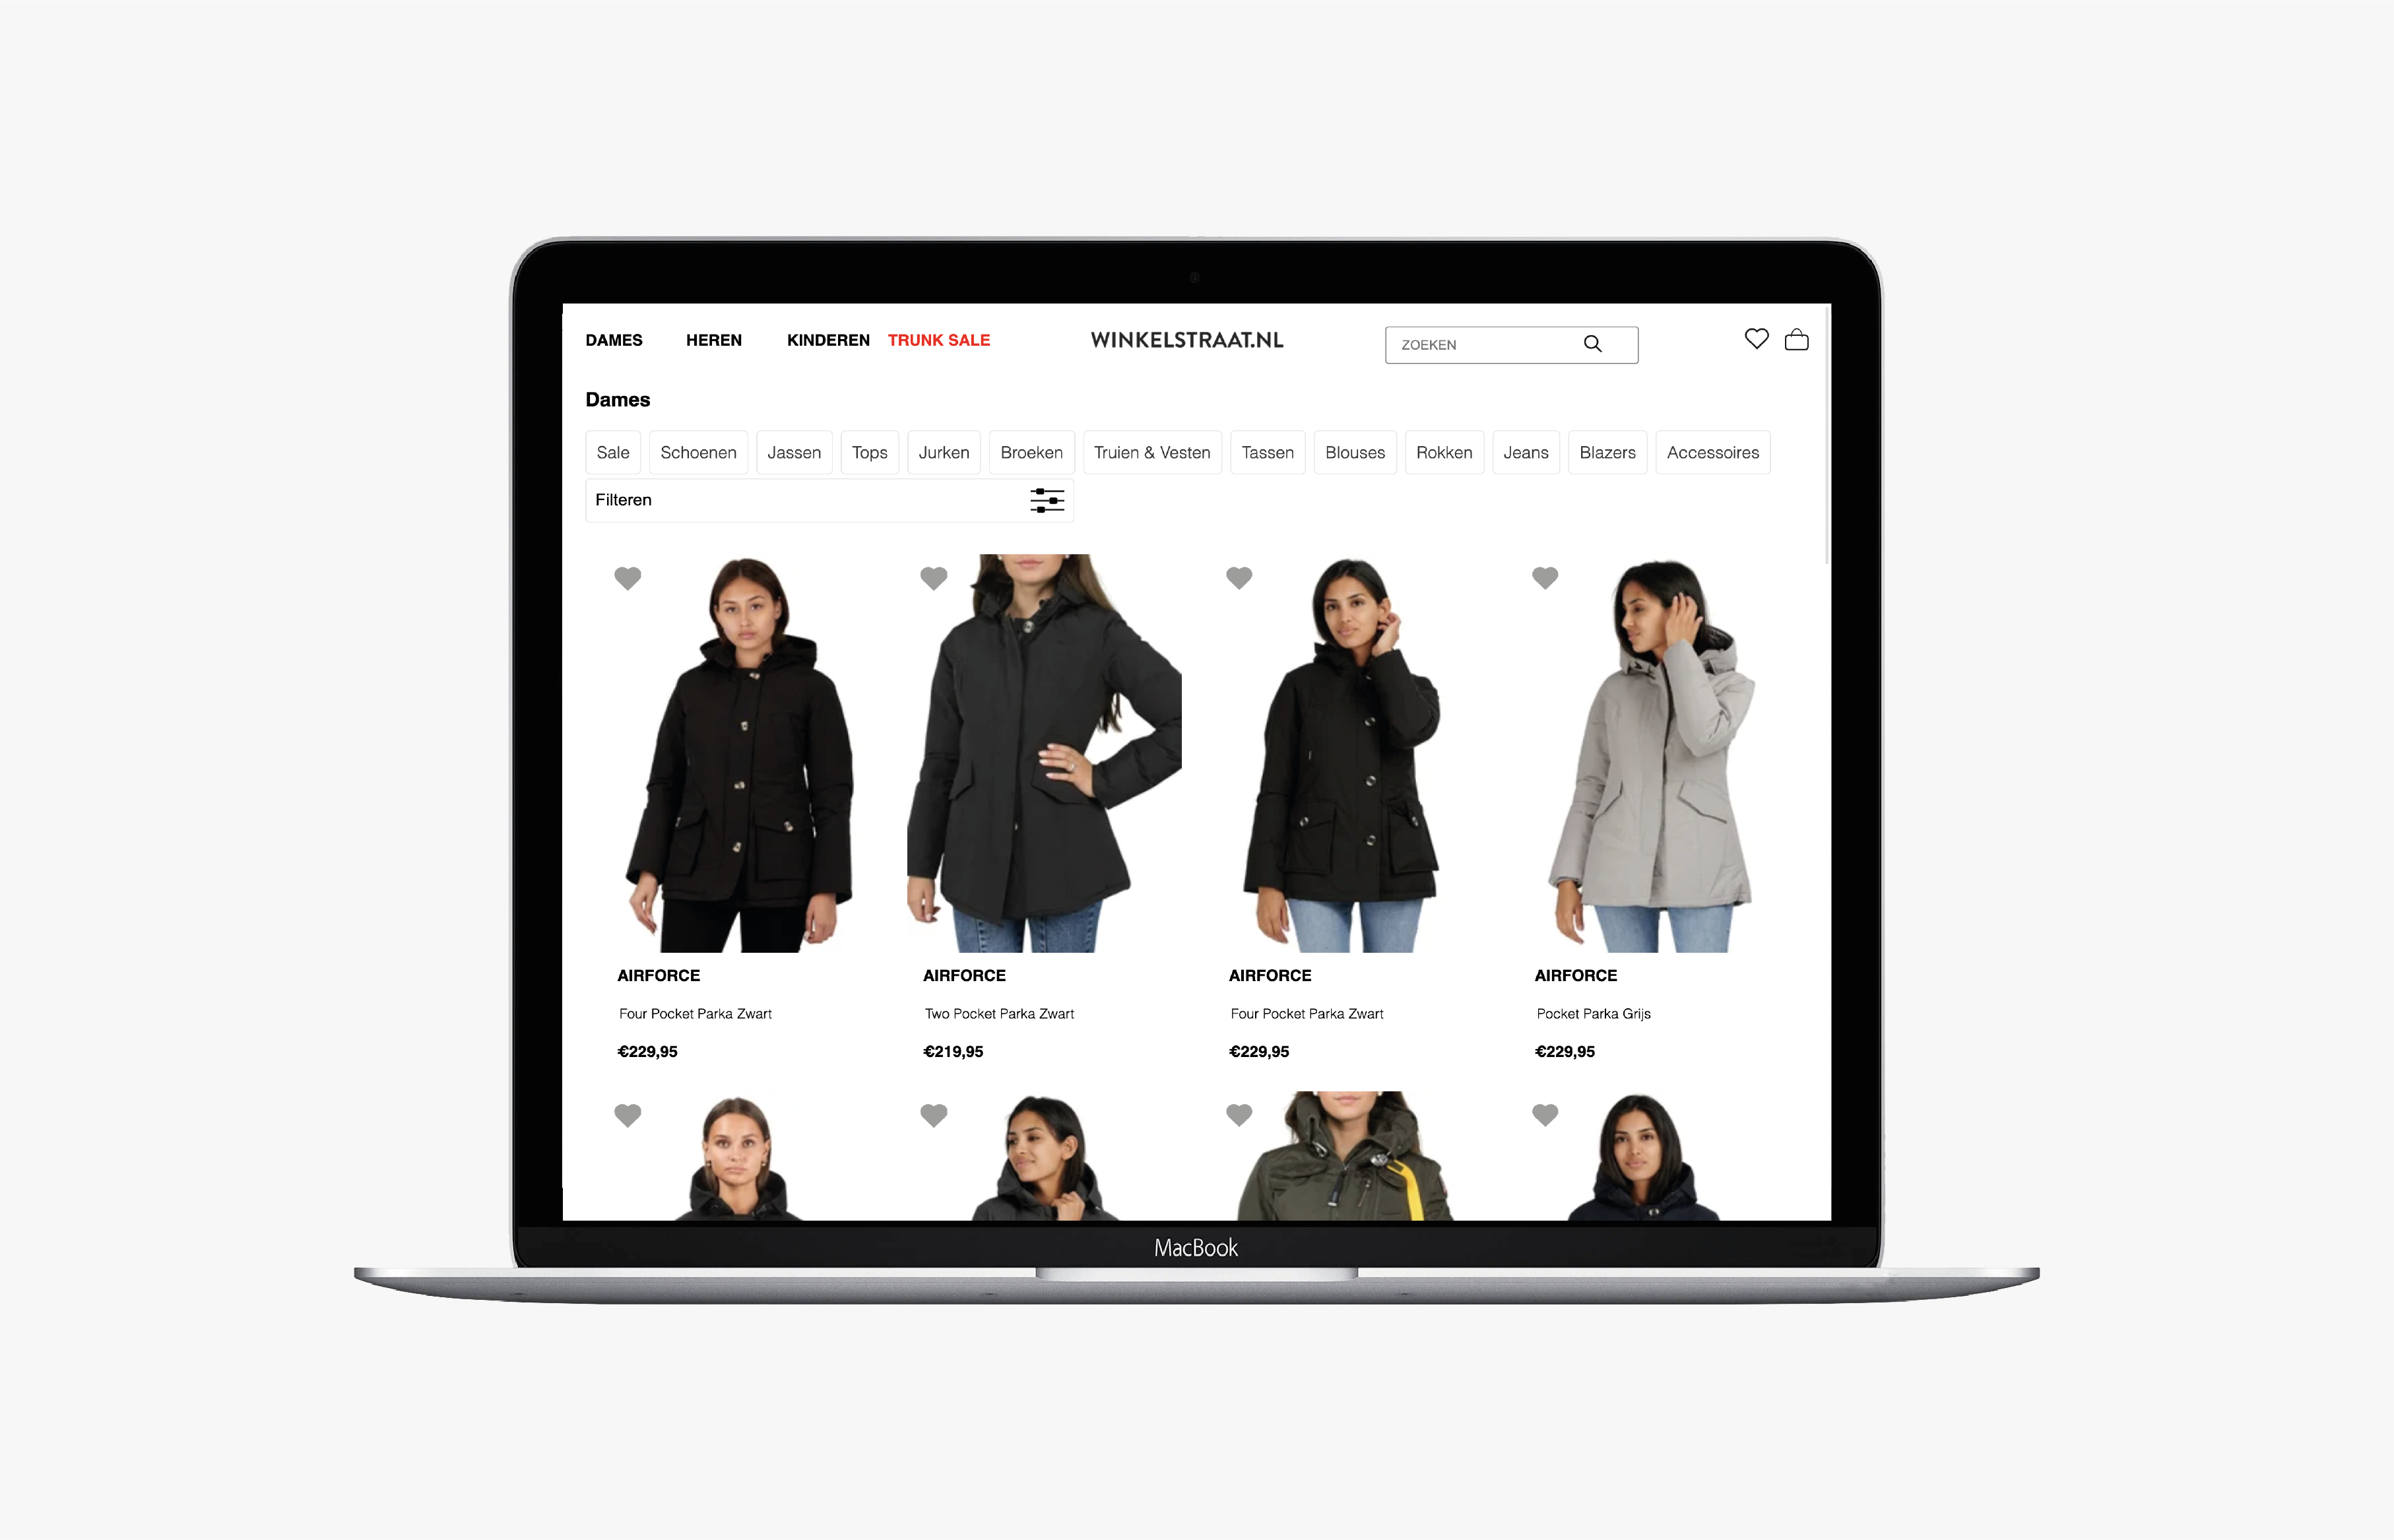 DAMES HEREN KINDEREN TRUNK SALE WINKELSTRAAT.NL ZOEKEN
Dames
Sale Schoenen Jassen Tops Jurken Broeken Truien & Vesten Tassen Blouses Rokken Jeans Blazers Accessoires
Filteren
AIRFORCE AIRFORCE AIRFORCE AIRFORCE
Four Pocket Parka Zwart Two Pocket Parka Zwart Four Pocket Parka Zwart Pocket Parka Grijs
€229,95 €219,95 €229,95 €229,95
MacBook